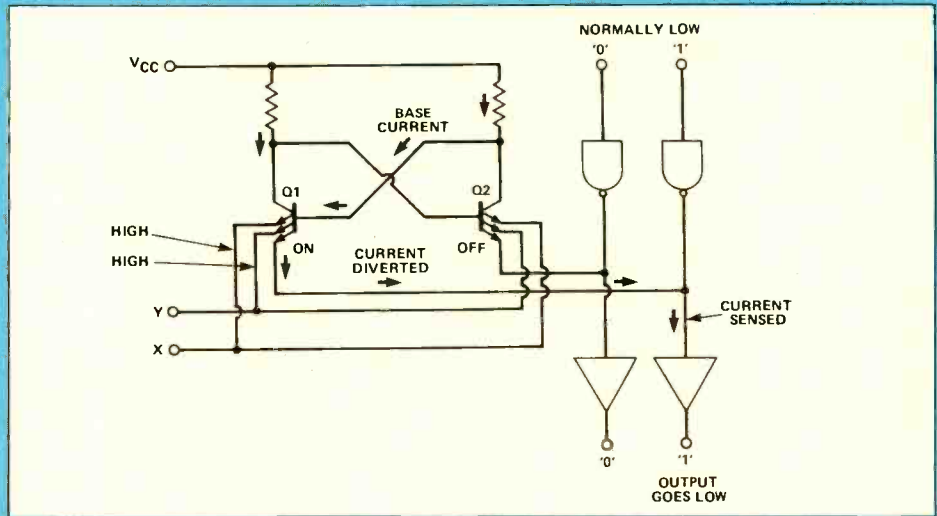 NORMALLY LOW
'0' '1'
VCC
BASE
CURRENT
Q1 Q2
HIGH
ON OFF
HIGH
CURRENT
DIVERTED
Y
CURRENT
SENSED
X
'0' '1'
OUTPUT
GOES LOW